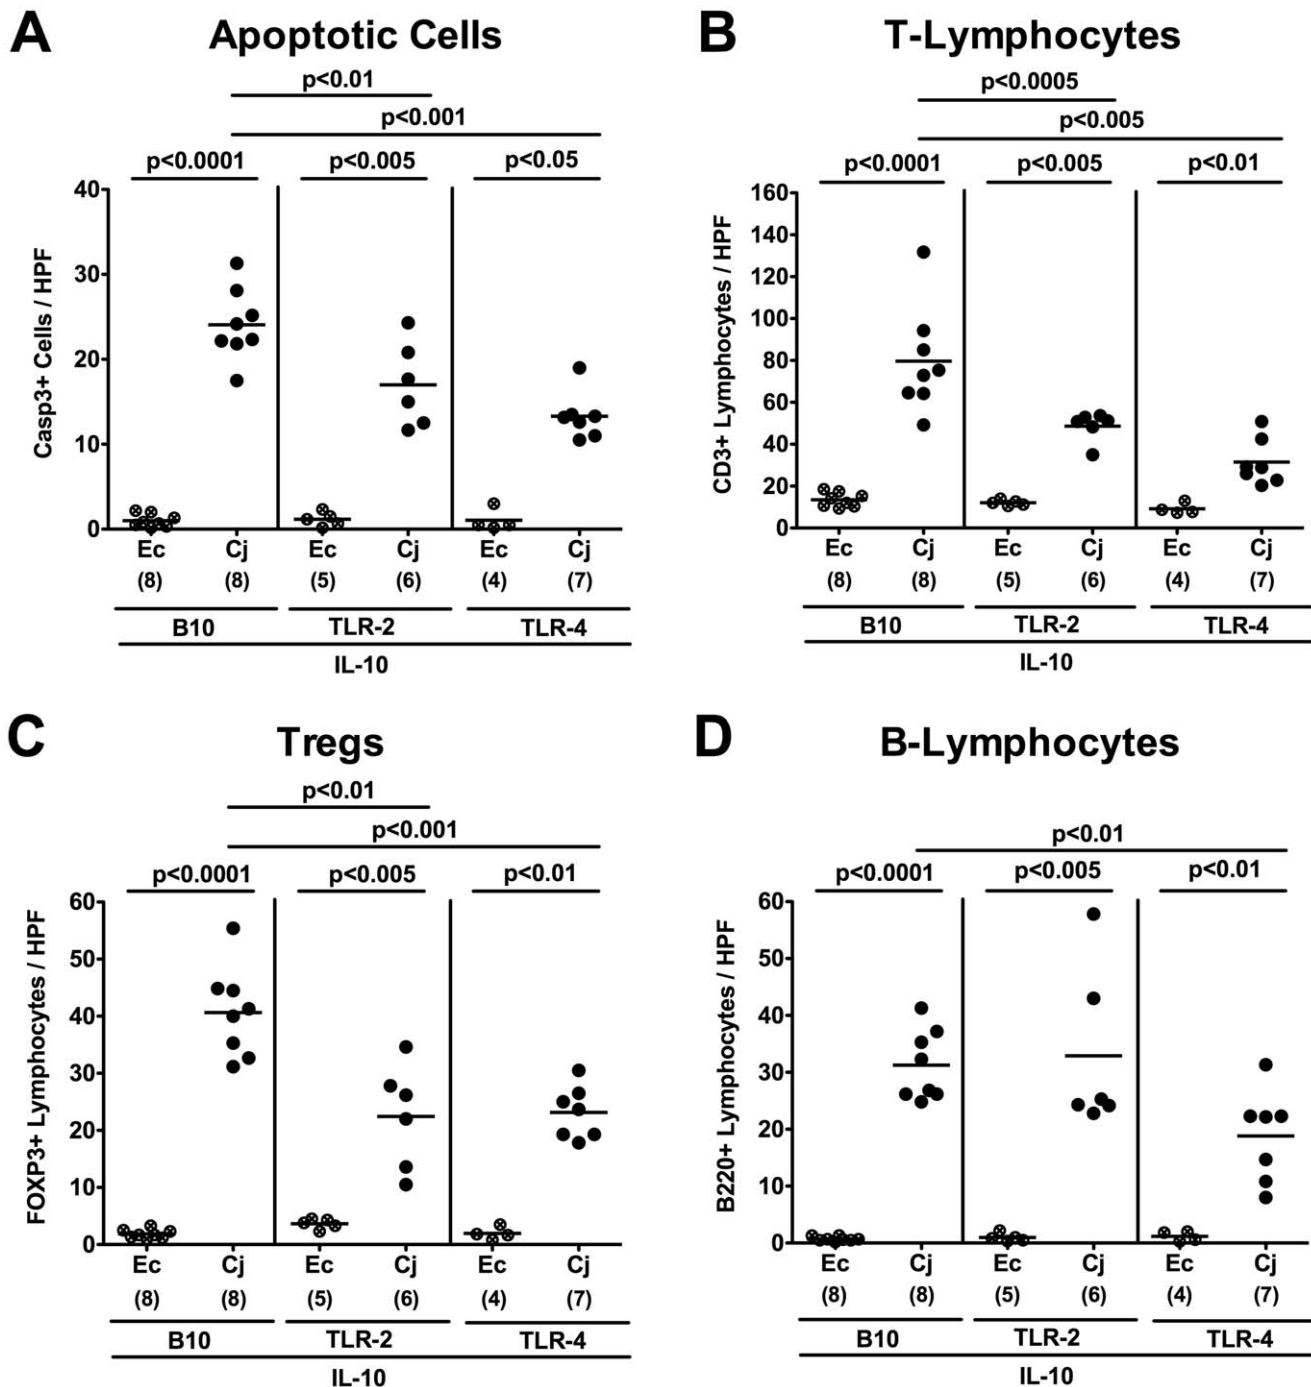 A
Apoptotic Cells
p<0.01
p<0.001
p<0.0001
p<0.005
p<0.05
Casp3+ Cells / HPF
40
30
20
10
0
Ec
Cj
Ec
Cj
Ec
Cj
(8)
(8)
(5)
(6)
(4)
(7)
B10
TLR-2
TLR-4
IL-10
B
T-Lymphocytes
p<0.0005
p<0.005
p<0.0001
p<0.005
p<0.01
CD3+ Lymphocytes / HPF
160
140
120
100
80
60
40
20
0
Ec
Cj
Ec
Cj
Ec
Cj
(8)
(8)
(5)
(6)
(4)
(7)
B10
TLR-2
TLR-4
IL-10
C
Tregs
p<0.01
p<0.001
p<0.0001
p<0.005
p<0.01
FOXP3+ Lymphocytes / HPF
60
50
40
30
20
10
0
Ec
Cj
Ec
Cj
Ec
Cj
(8)
(8)
(5)
(6)
(4)
(7)
B10
TLR-2
TLR-4
IL-10
D
B-Lymphocytes
p<0.01
p<0.0001
p<0.005
p<0.01
B220+ Lymphocytes / HPF
60
50
40
30
20
10
0
Ec
Cj
Ec
Cj
Ec
Cj
(8)
(8)
(5)
(6)
(4)
(7)
B10
TLR-2
TLR-4
IL-10